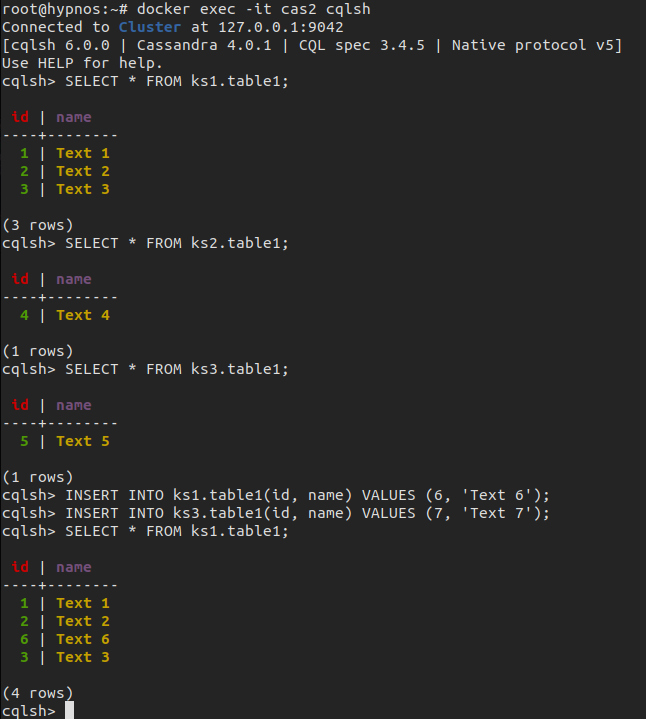 root@hypnos:~# docker exec -it cas2 cqlsh
Connected to Cluster at 127.0.0.1:9042
[cqlsh 6.0.0 | Cassandra 4.0.1 | CQL spec 3.4.5 | Native protocol v5]
Use HELP for help.
cqlsh> SELECT * FROM ks1.table1;

 id | name
----+--------
  1 | Text 1
  2 | Text 2
  3 | Text 3

(3 rows)
cqlsh> SELECT * FROM ks2.table1;

 id | name
----+--------
  4 | Text 4

(1 rows)
cqlsh> SELECT * FROM ks3.table1;

 id | name
----+--------
  5 | Text 5

(1 rows)
cqlsh> INSERT INTO ks1.table1(id, name) VALUES (6, 'Text 6');
cqlsh> INSERT INTO ks3.table1(id, name) VALUES (7, 'Text 7');
cqlsh> SELECT * FROM ks1.table1;

 id | name
----+--------
  1 | Text 1
  2 | Text 2
  6 | Text 6
  3 | Text 3

(4 rows)
cqlsh>